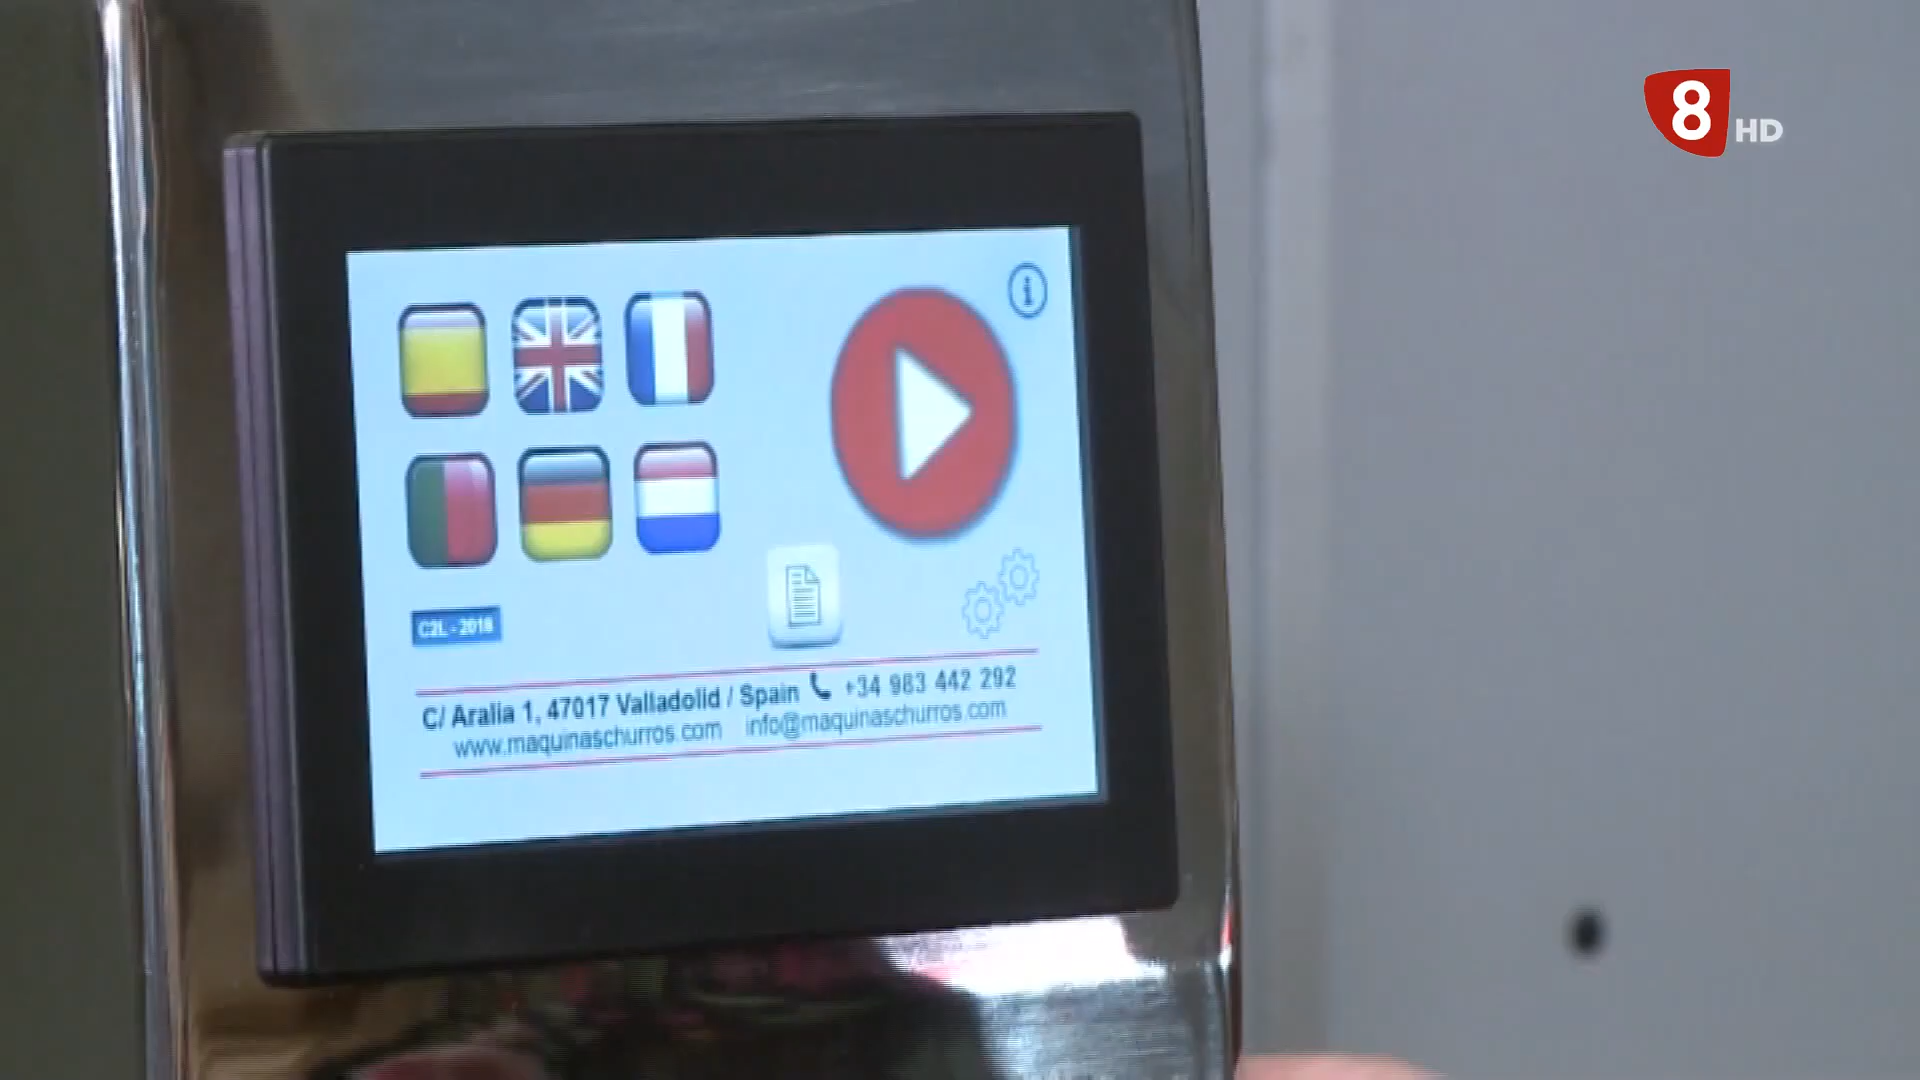 8 HD
i
C2L - 2018
C/ Aralia 1, 47017 Valladolid / Spain +34 983 442 292
www.maquinaschurros.com info@maquinaschurros.com